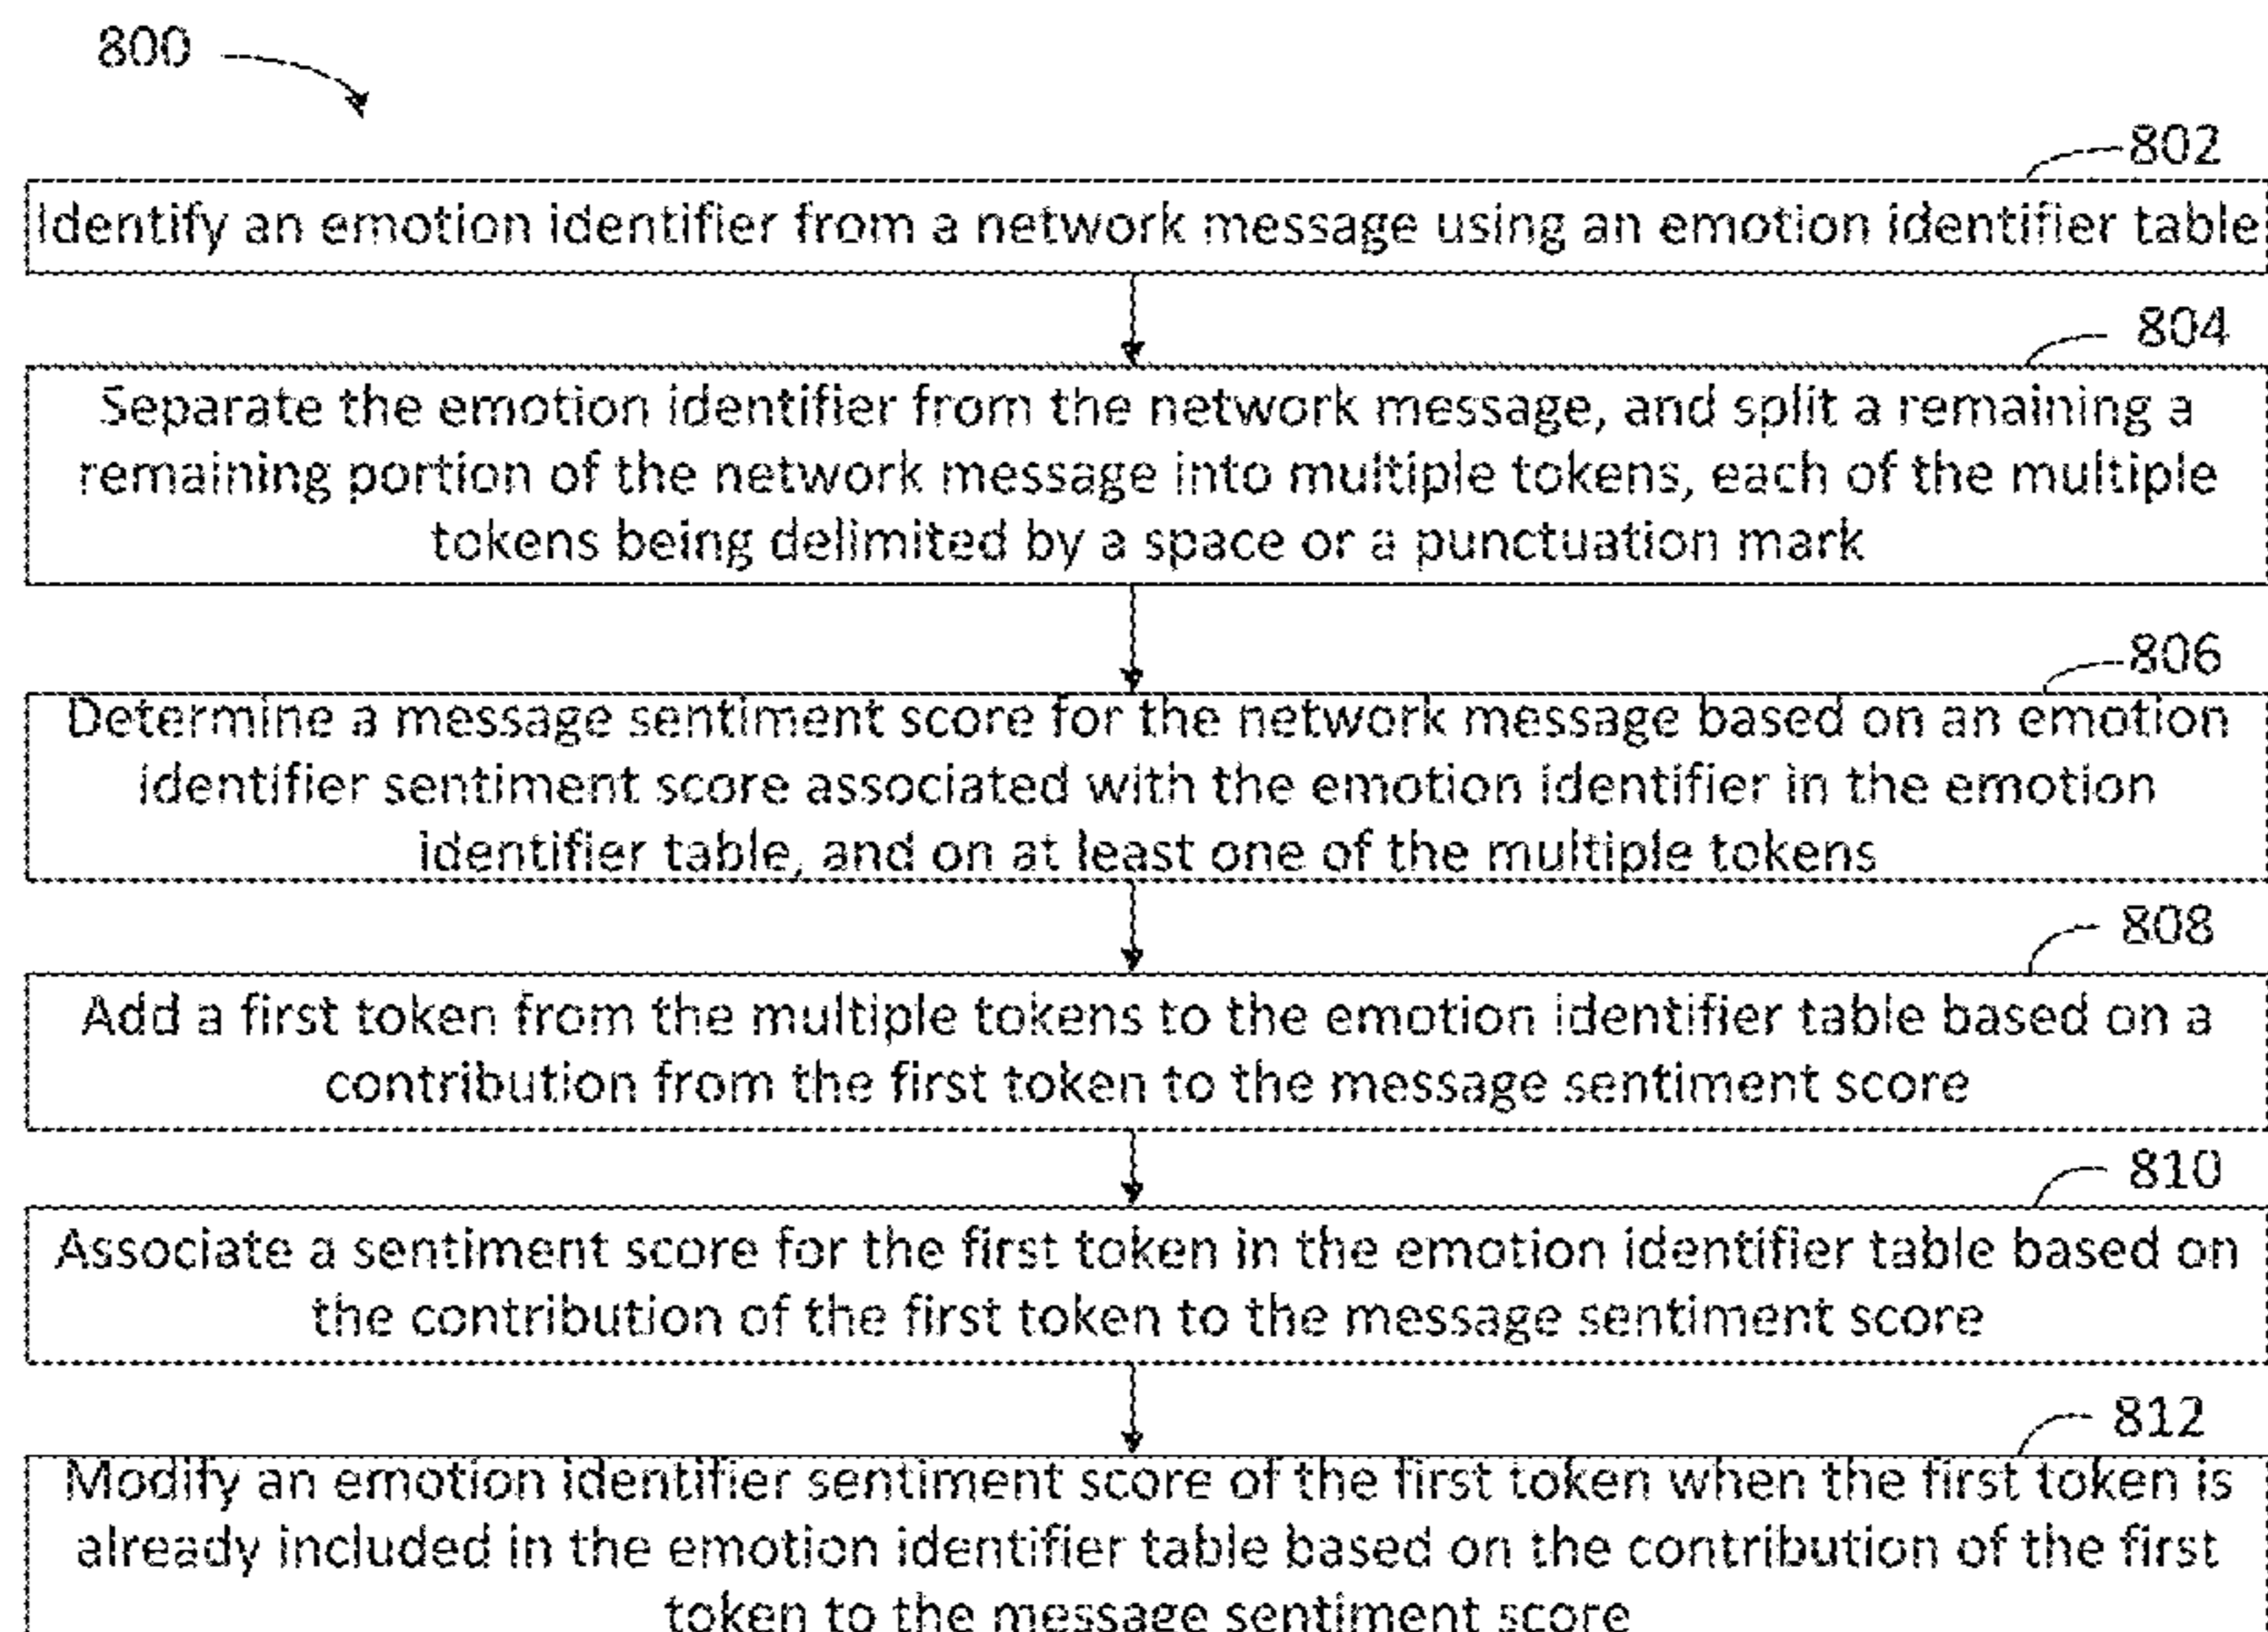 800
802
Identify an emotion identifier from a network message using an emotion identifier table
804
Separate the emotion identifier from the network message, and split a remaining a
remaining portion of the network message into multiple tokens, each of the multiple
tokens being delimited by a space or a punctuation mark
806
Determine a message sentiment score for the network message based on an emotion
identifier sentiment score associated with the emotion identifier in the emotion
identifier table, and on at least one of the multiple tokens
808
Add a first token from the multiple tokens to the emotion identifier table based on a
contribution from the first token to the message sentiment score
810
Associate a sentiment score for the first token in the emotion identifier table based on
the contribution of the first token to the message sentiment score
812
Modify an emotion identifier sentiment score of the first token when the first token is
already included in the emotion identifier table based on the contribution of the first
token to the message sentiment score